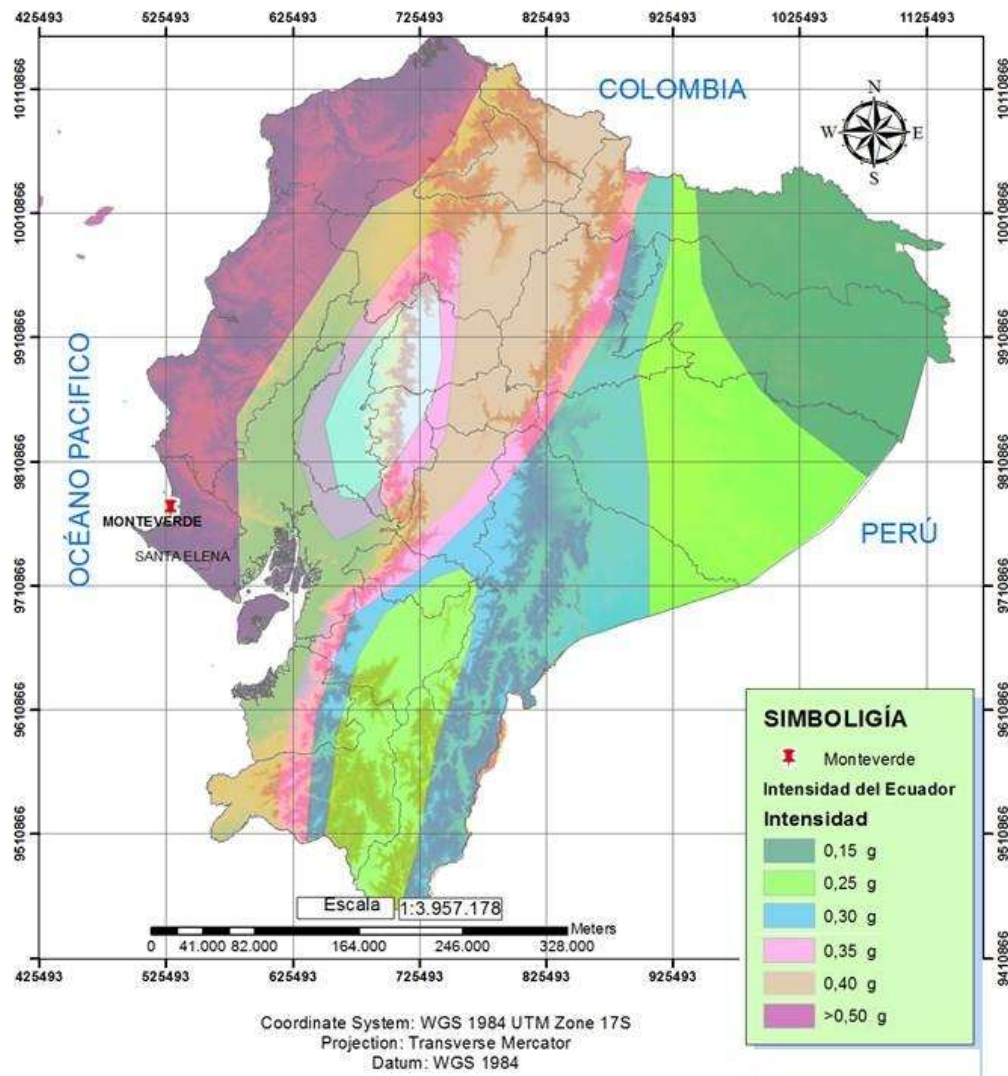 425493 525493 625493 725493 825493 925493 1025493 1125493
COLOMBIA
N
W E
S
10110866 10110866
10010866 10010866
9910866 9910866
9810866 9810866
9710866 9710866
9610866
9510866 9510866
9410866
OCÉANO PACIFICO
MONTEVERDE
SANTA ELENA
PERÚ
9610866
SIMBOLIGÍA
Monteverde
Intensidad del Ecuador
Intensidad
0,15 g
0,25 g
0,30 g
0,35 g
0,40 g
>0,50 g
Escala 1:3.957.178
Meters
0 41.000 82.000 164.000 246.000 328.000
425493 525493 625493 725493 825493 925493
Coordinate System: WGS 1984 UTM Zone 17S
Projection: Transverse Mercator
Datum: WGS 1984